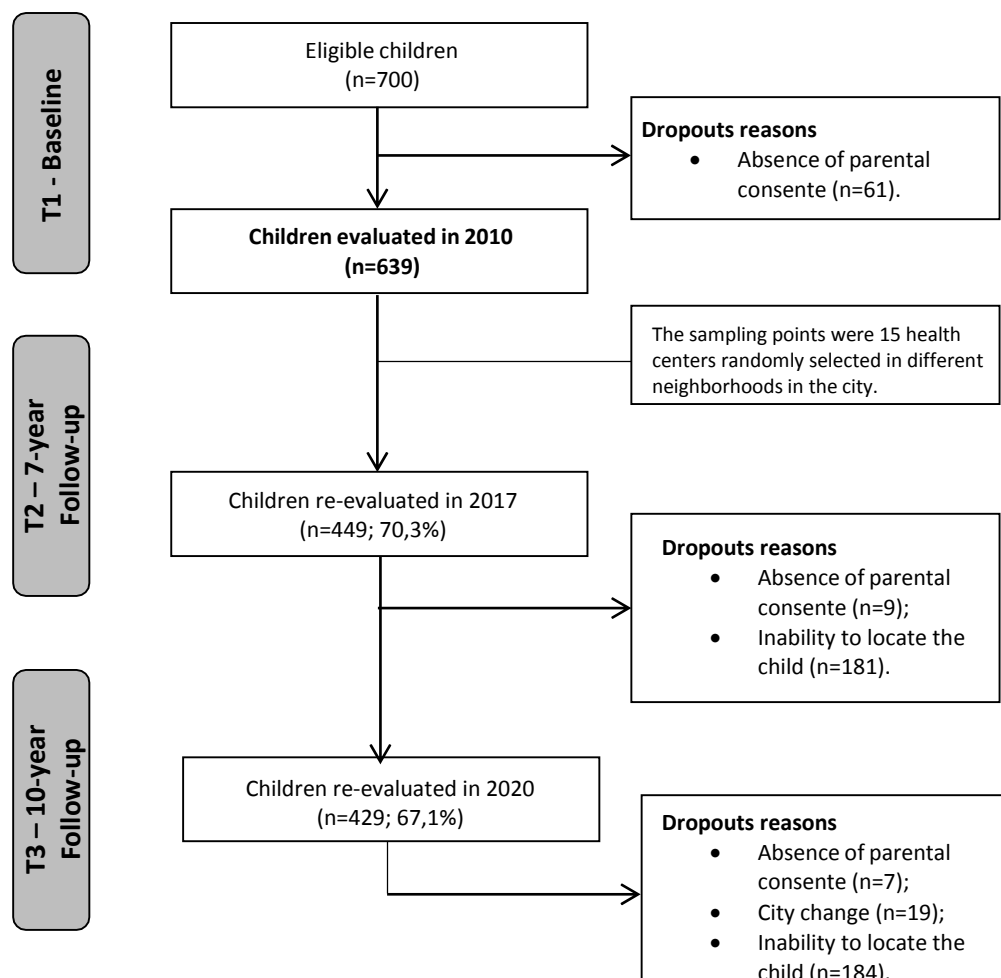 T1 - Baseline
Eligible children
(n=700)
Dropouts reasons
• Absence of parental
consente (n=61).
Children evaluated in 2010
(n=639)
The sampling points were 15 health
centers randomly selected in different
neighborhoods in the city.
T2 – 7-year
Follow-up
Children re-evaluated in 2017
(n=449; 70,3%)
Dropouts reasons
• Absence of parental
consente (n=9);
• Inability to locate the
child (n=181).
T3 – 10-year
Follow-up
Children re-evaluated in 2020
(n=429; 67,1%)
Dropouts reasons
• Absence of parental
consente (n=7);
• City change (n=19);
• Inability to locate the
child (n=184).